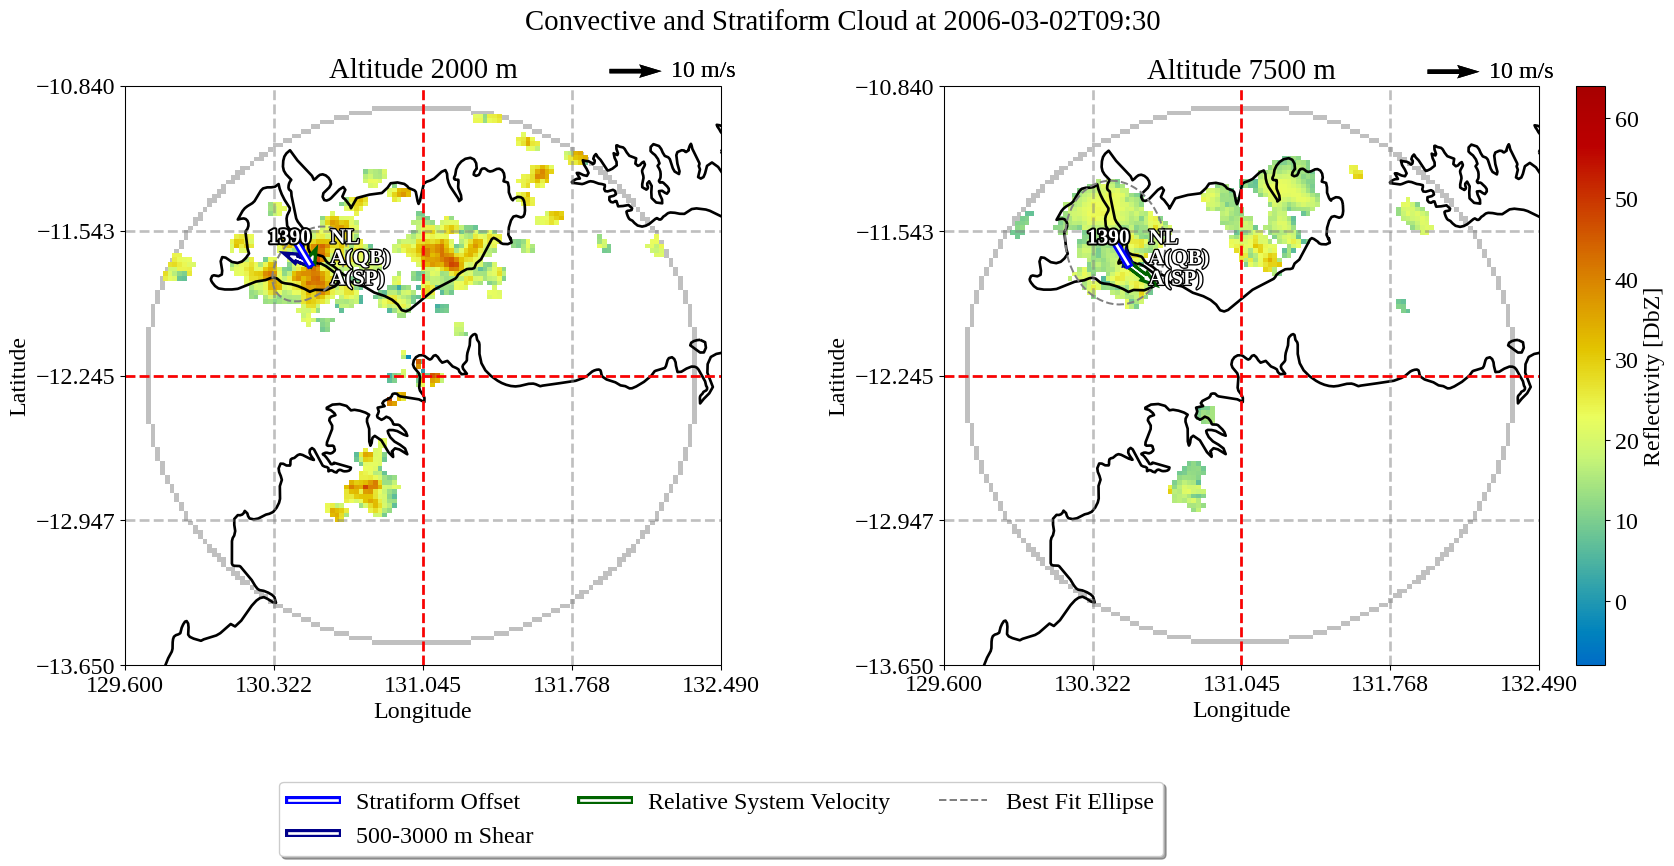 Convective and Stratiform Cloud at 2006-03-02T09:30
Altitude 2000 m
10 m/s
−10.840
−11.543
−12.245
−12.947
−13.650
129.600
130.322
131.045
131.768
132.490
Latitude
Longitude
1390
NL
A(QB)
A(SP)
Altitude 7500 m
10 m/s
−10.840
−11.543
−12.245
−12.947
−13.650
129.600
130.322
131.045
131.768
132.490
Latitude
Longitude
1390
NL
A(QB)
A(SP)
60
50
40
30
20
10
0
Reflectivity [DbZ]
Stratiform Offset
500-3000 m Shear
Relative System Velocity
Best Fit Ellipse